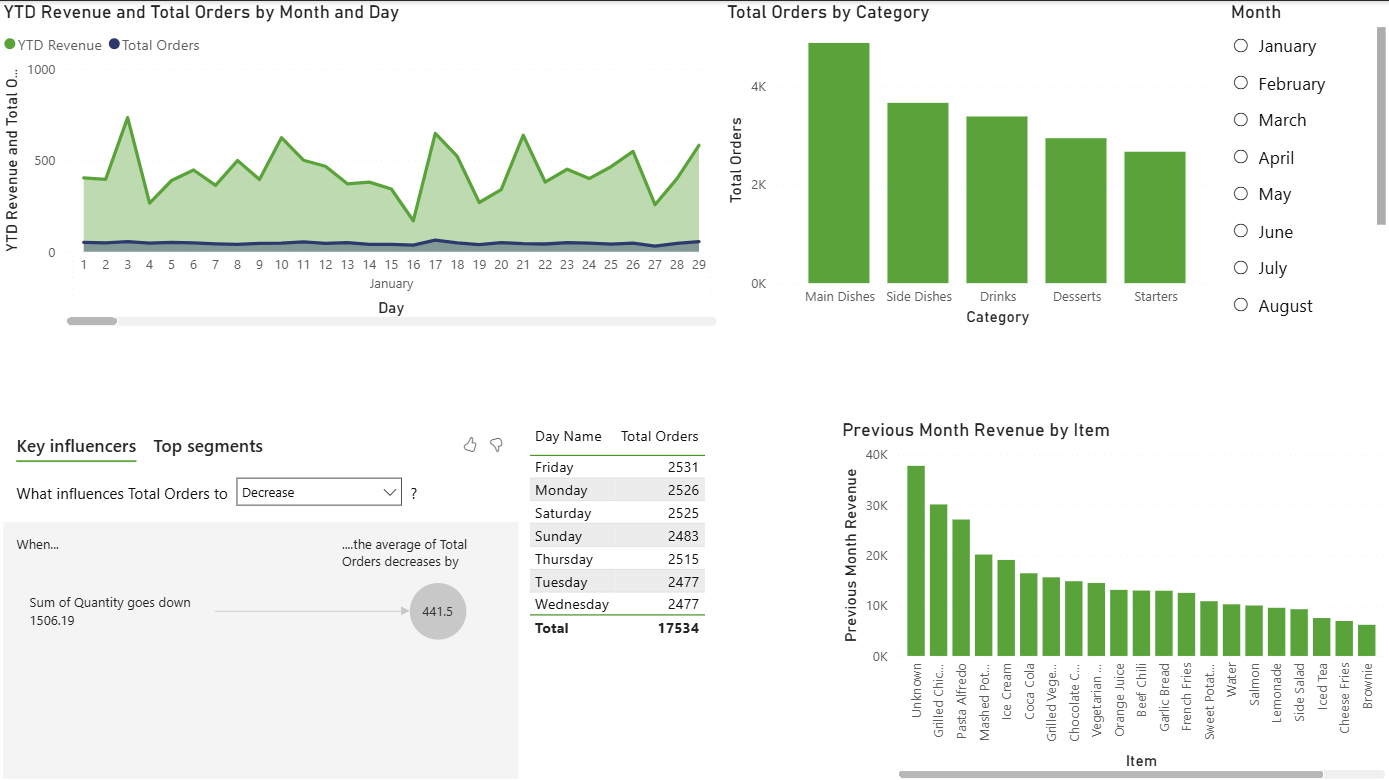 YTD Revenue and Total Orders by Month and Day
YTD Revenue Total Orders
YTD Revenue and Total O...
1000
500
0
1 2 3 4 5 6 7 8 9 10 11 12 13 14 15 16 17 18 19 20 21 22 23 24 25 26 27 28 29
January
Day
Total Orders by Category
Total Orders
4K
2K
0K
Main Dishes Side Dishes Drinks Desserts Starters
Category
Month
January
February
March
April
May
June
July
August
Key influencers Top segments
What influences Total Orders to Decrease ?
When...
....the average of Total
Orders decreases by
Sum of Quantity goes down
1506.19
441.5
Day Name Total Orders
Friday 2531
Monday 2526
Saturday 2525
Sunday 2483
Thursday 2515
Tuesday 2477
Wednesday 2477
Total 17534
Previous Month Revenue by Item
Previous Month Revenue
40K
30K
20K
10K
0K
Unknown
Grilled Chic...
Pasta Alfredo
Mashed Pot...
Ice Cream
Coca Cola
Grilled Vege...
Chocolate C...
Vegetarian ...
Orange Juice
Beef Chili
Garlic Bread
French Fries
Sweet Potat...
Water
Salmon
Lemonade
Side Salad
Iced Tea
Cheese Fries
Brownie
Item